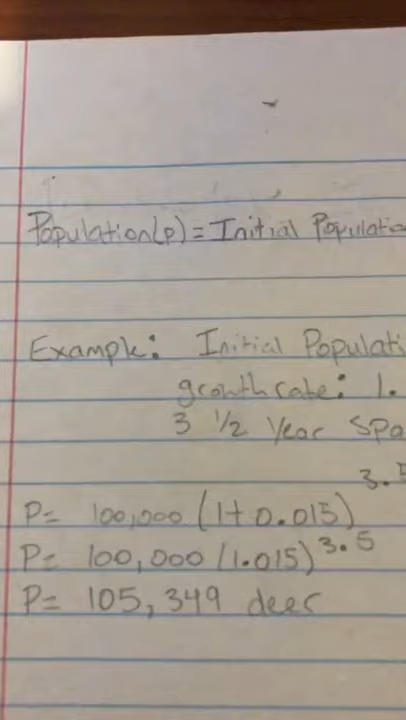 Population(p) = Initial Populatio
Example: Initial Populati
growth rate: 1.
3 1/2 Year Spa
3.5
P= 100,000 (1+0.015)
P= 100,000 (1.015)^3.5
P= 105,349 deer